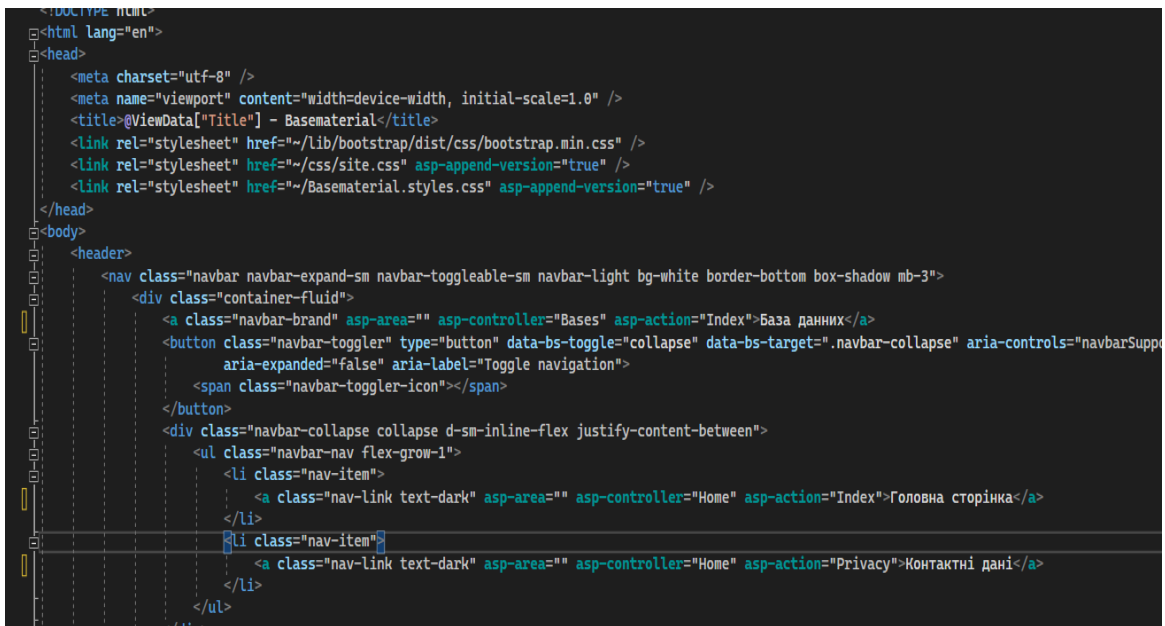 <!DOCTYPE html>
<html lang="en">
<head>
<meta charset="utf-8" />
<meta name="viewport" content="width=device-width, initial-scale=1.0" />
<title>@ViewData["Title"] - Basematerial</title>
<link rel="stylesheet" href="~/lib/bootstrap/dist/css/bootstrap.min.css" />
<link rel="stylesheet" href="~/css/site.css" asp-append-version="true" />
<link rel="stylesheet" href="~/Basematerial.styles.css" asp-append-version="true" />
</head>
<body>
<header>
<nav class="navbar navbar-expand-sm navbar-toggleable-sm navbar-light bg-white border-bottom box-shadow mb-3">
<div class="container-fluid">
<a class="navbar-brand" asp-area="" asp-controller="Bases" asp-action="Index">База данних</a>
<button class="navbar-toggler" type="button" data-bs-toggle="collapse" data-bs-target=".navbar-collapse" aria-controls="navbarSuppo
aria-expanded="false" aria-label="Toggle navigation">
<span class="navbar-toggler-icon"></span>
</button>
<div class="navbar-collapse collapse d-sm-inline-flex justify-content-between">
<ul class="navbar-nav flex-grow-1">
<li class="nav-item">
<a class="nav-link text-dark" asp-area="" asp-controller="Home" asp-action="Index">Головна сторінка</a>
</li>
<li class="nav-item">
<a class="nav-link text-dark" asp-area="" asp-controller="Home" asp-action="Privacy">Контактні дані</a>
</li>
</ul>